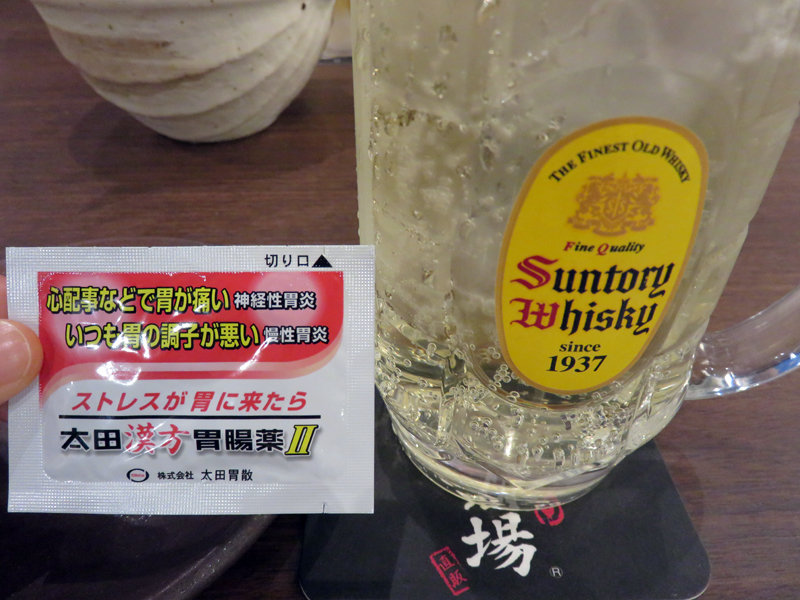 切り口▲
心配事などで胃が痛い 神経性胃炎
いつも胃の調子が悪い 慢性胃炎
ストレスが胃に来たら
太田漢方胃腸薬II
株式会社 太田胃散
THE FINEST OLD WHISKY
Fine Quality
Suntory
Whisky
since
1937
場
直販
®